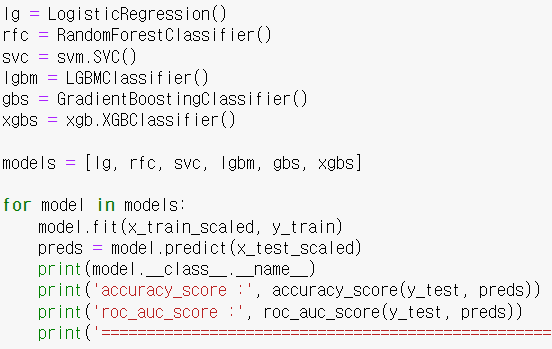 lg = LogisticRegression()
rfc = RandomForestClassifier()
svc = svm.SVC()
lgbm = LGBMClassifier()
gbs = GradientBoostingClassifier()
xgbs = xgb.XGBClassifier()
models = [lg, rfc, svc, lgbm, gbs, xgbs]
for model in models:
    model.fit(x_train_scaled, y_train)
    preds = model.predict(x_test_scaled)
    print(model.__class__.__name__)
    print('accuracy_score :', accuracy_score(y_test, preds))
    print('roc_auc_score :', roc_auc_score(y_test, preds))
    print('==================================================